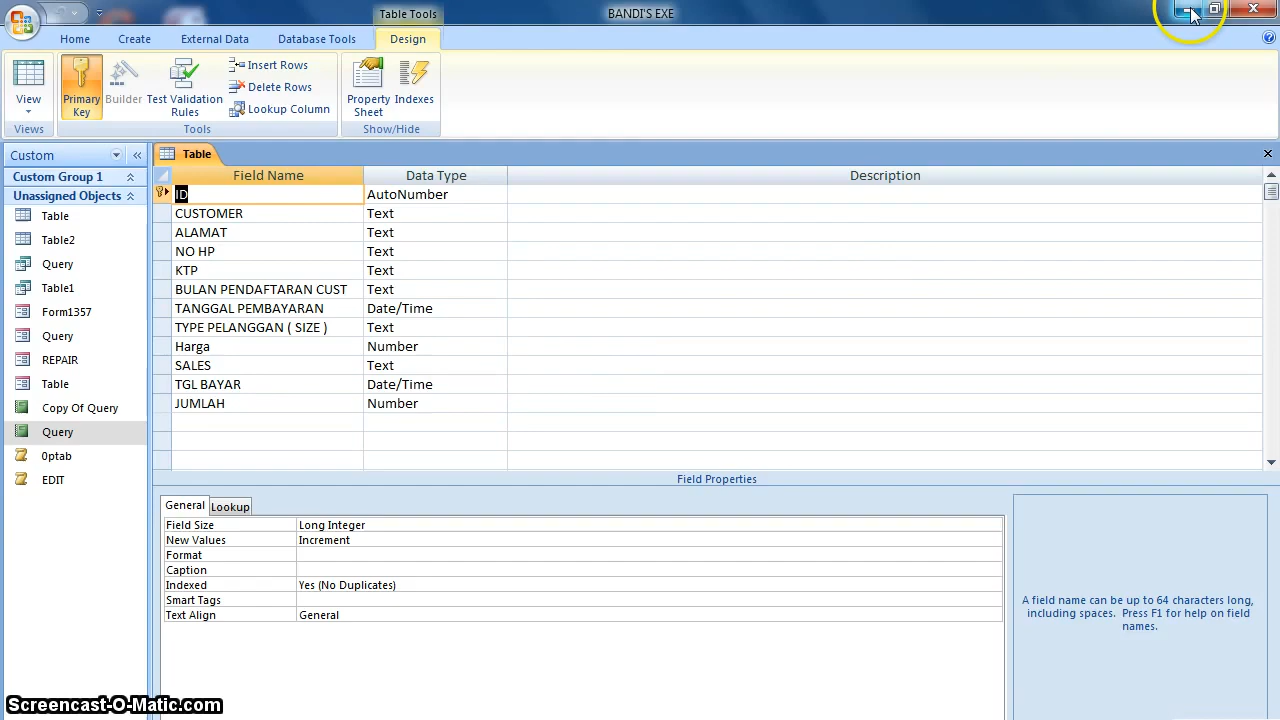 Table Tools
BANDI'S EXE
Home
Create
External Data
Database Tools
Design
View
Primary Key
Builder
Test Validation Rules
Insert Rows
Delete Rows
Lookup Column
Property Sheet
Indexes
Views
Tools
Show/Hide
Custom
Custom Group 1
Unassigned Objects
Table
Table2
Query
Table1
Form1357
Query
REPAIR
Table
Copy Of Query
Query
0ptab
EDIT
Table
Field Name Data Type Description
ID AutoNumber
CUSTOMER Text
ALAMAT Text
NO HP Text
KTP Text
BULAN PENDAFTARAN CUST Text
TANGGAL PEMBAYARAN Date/Time
TYPE PELANGGAN ( SIZE ) Text
Harga Number
SALES Text
TGL BAYAR Date/Time
JUMLAH Number
Field Properties
General Lookup
Field Size Long Integer
New Values Increment
Format
Caption
Indexed Yes (No Duplicates)
Smart Tags
Text Align General
A field name can be up to 64 characters long,
including spaces. Press F1 for help on field
names.
Screencast-O-Matic.com